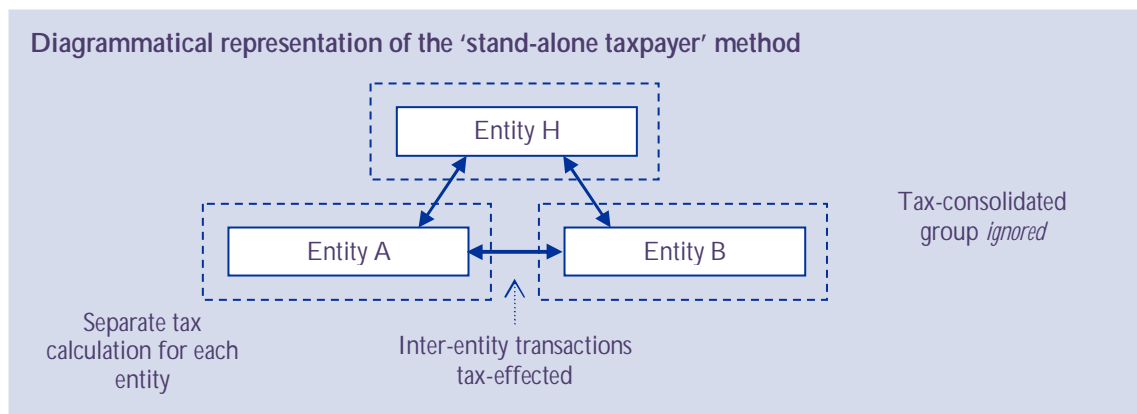 Diagrammatical representation of the ‘stand-alone taxpayer’ method
Entity H
Tax-consolidated
group ignored
Entity A
Entity B
Separate tax
calculation for each
entity
Inter-entity transactions
tax-effected